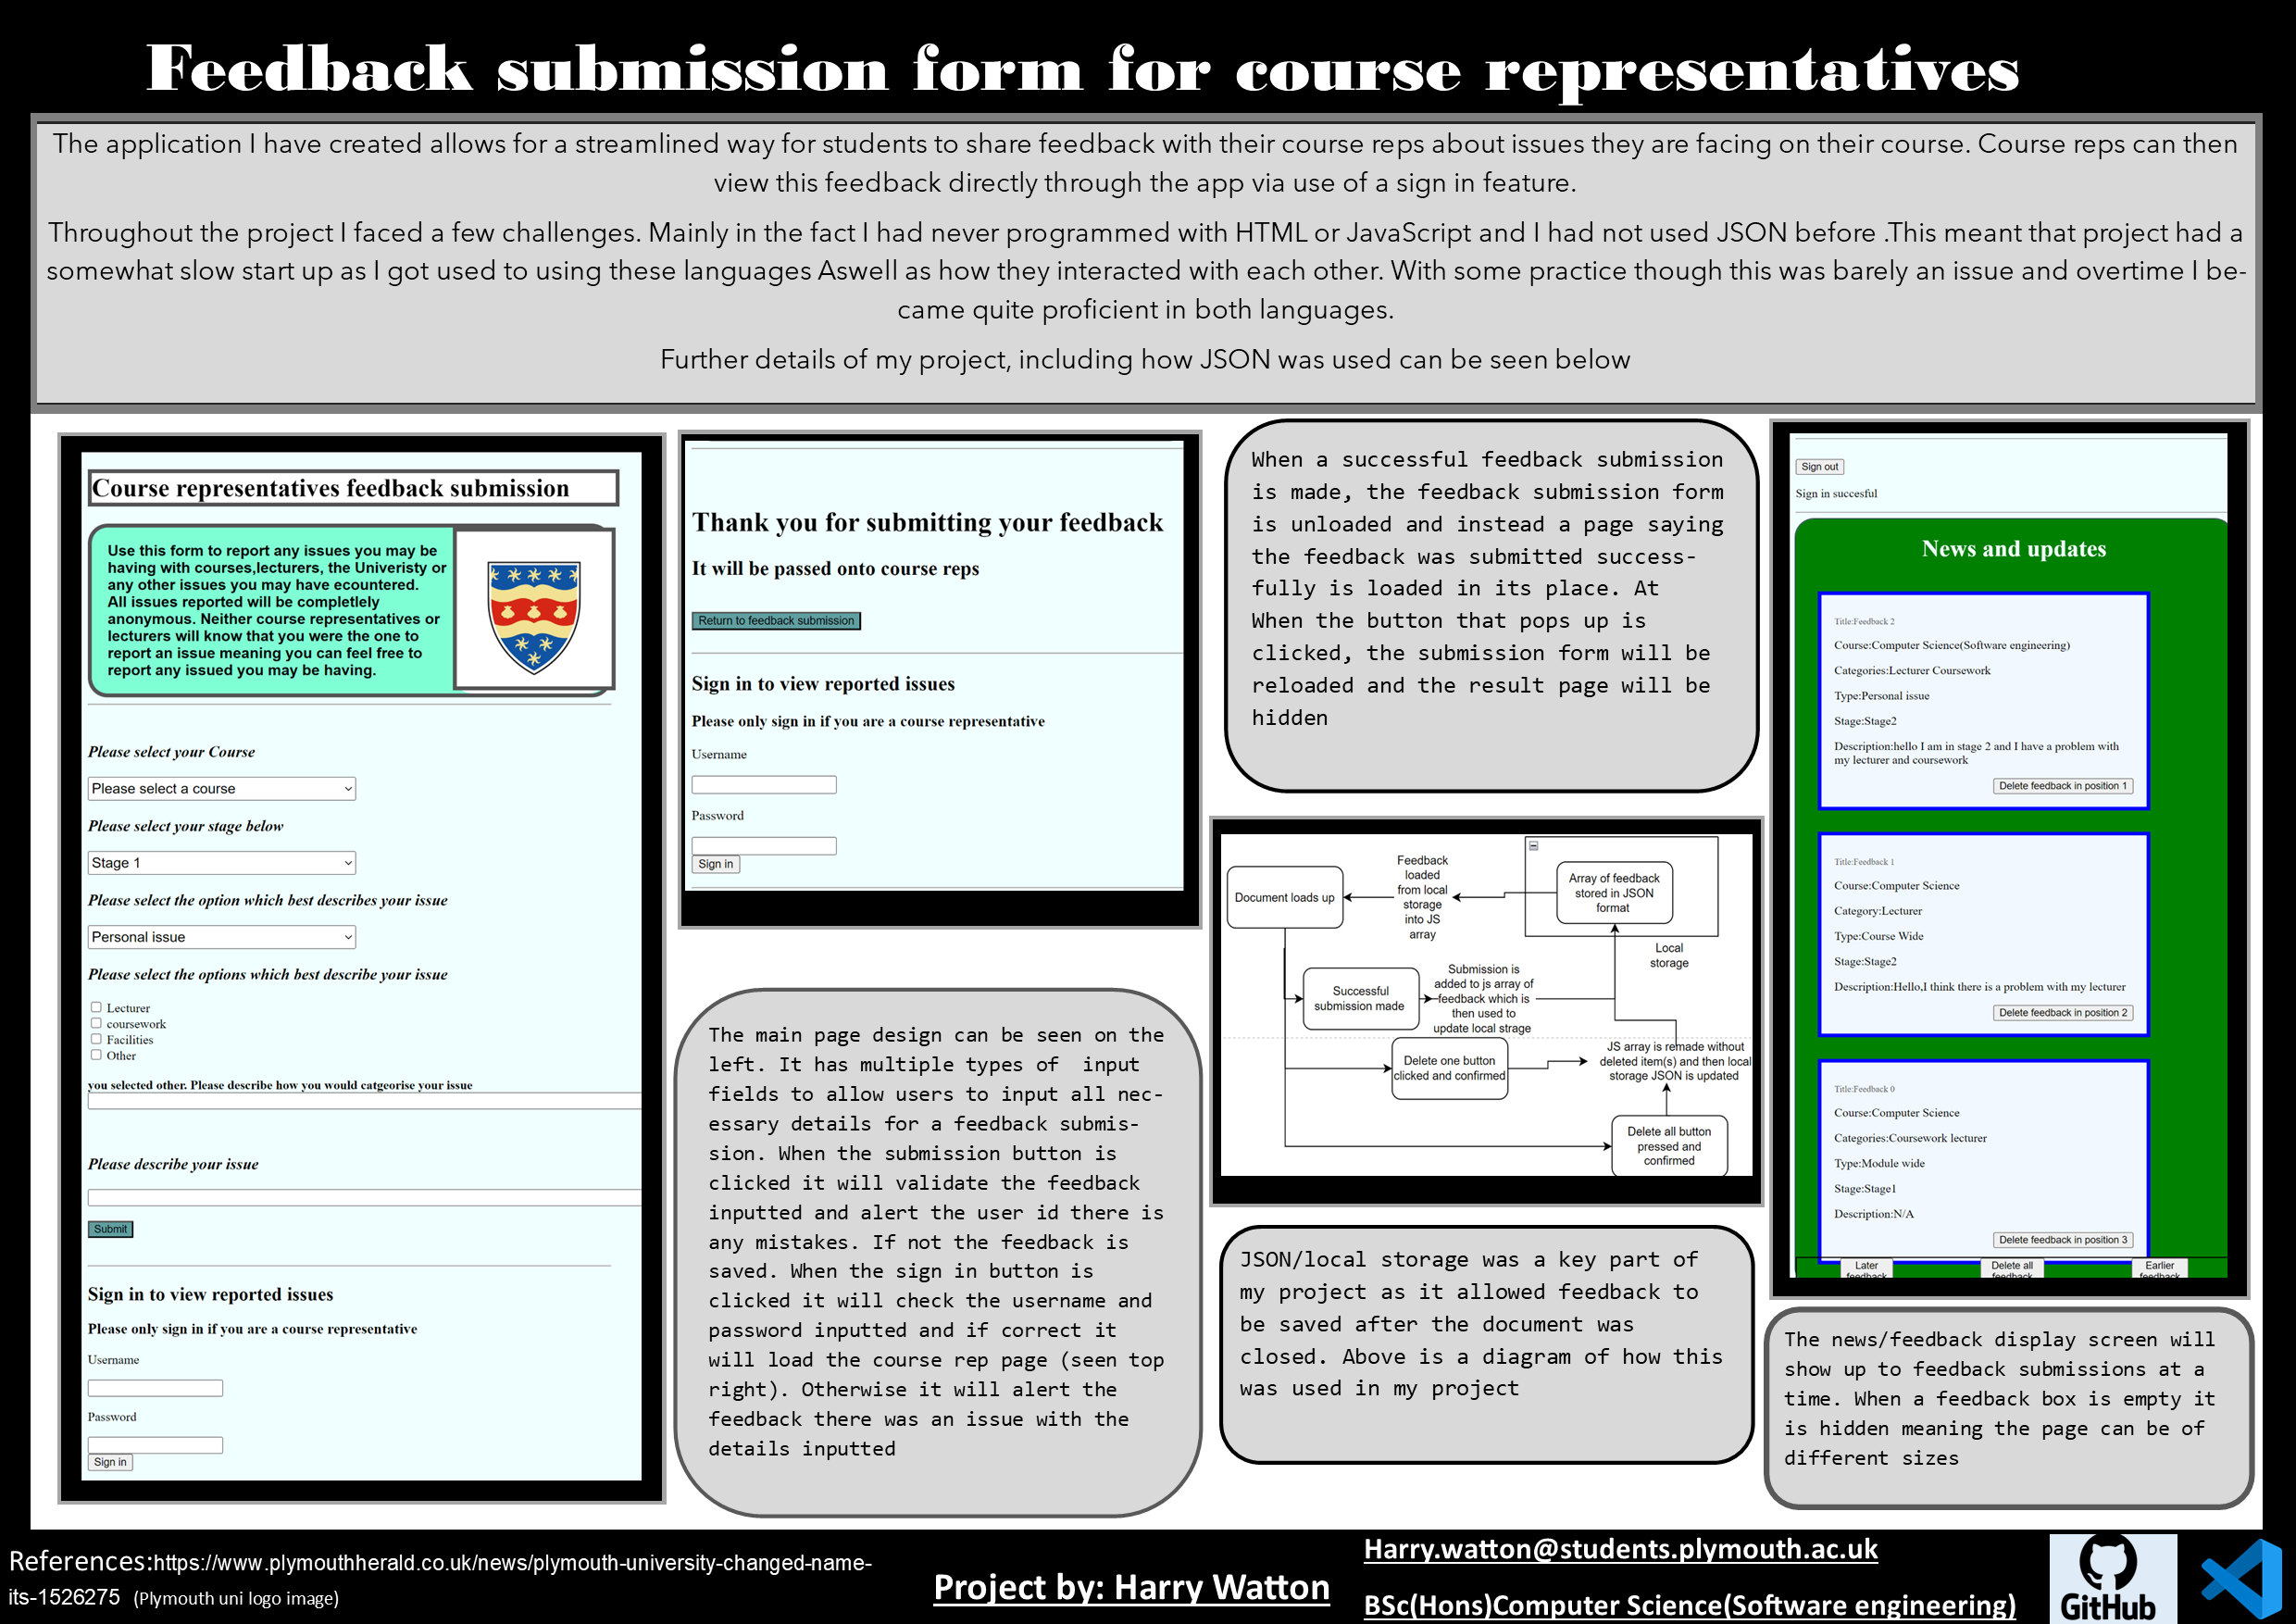 Feedback submission form for course representatives
The application I have created allows for a streamlined way for students to share feedback with their course reps about issues they are facing on their course. Course reps can then
view this feedback directly through the app via use of a sign in feature.
Throughout the project I faced a few challenges. Mainly in the fact I had never programmed with HTML or JavaScript and I had not used JSON before .This meant that project had a
somewhat slow start up as I got used to using these languages Aswell as how they interacted with each other. With some practice though this was barely an issue and overtime I be-
came quite proficient in both languages.
Further details of my project, including how JSON was used can be seen below
Course representatives feedback submission
Use this form to report any issues you may be
having with courses,lecturers, the Univeristy or
any other issues you may have ecountered.
All issues reported will be completlely
anonymous. Neither course representatives or
lecturers will know that you were the one to
report an issue meaning you can feel free to
report any issued you may be having.
Please select your Course
Please select a course
Please select your stage below
Stage 1
Please select the option which best describes your issue
Personal issue
Please select the options which best describe your issue
Lecturer
coursework
Facilities
Other
you selected other. Please describe how you would catgeorise your issue
Please describe your issue
Submit
Sign in to view reported issues
Please only sign in if you are a course representative
Username
Password
Sign in
Thank you for submitting your feedback
It will be passed onto course reps
Return to feedback submission
Sign in to view reported issues
Please only sign in if you are a course representative
Username
Password
Sign in
The main page design can be seen on the
left. It has multiple types of  input
fields to allow users to input all nec-
essary details for a feedback submis-
sion. When the submission button is
clicked it will validate the feedback
inputted and alert the user id there is
any mistakes. If not the feedback is
saved. When the sign in button is
clicked it will check the username and
password inputted and if correct it
will load the course rep page (seen top
right). Otherwise it will alert the
feedback there was an issue with the
details inputted
When a successful feedback submission
is made, the feedback submission form
is unloaded and instead a page saying
the feedback was submitted success-
fully is loaded in its place. At
When the button that pops up is
clicked, the submission form will be
reloaded and the result page will be
hidden
Document loads up
Feedback
loaded
from local
storage
into JS
array
Array of feedback
stored in JSON
format
Local
storage
Successful
submission made
Submission is
added to js array of
feedback which is
then used to
update local strage
Delete one button
clicked and confirmed
JS array is remade without
deleted item(s) and then local
storage JSON is updated
Delete all button
pressed and
confirmed
JSON/local storage was a key part of
my project as it allowed feedback to
be saved after the document was
closed. Above is a diagram of how this
was used in my project
Sign out
Sign in succesful
News and updates
Title:Feedback 2
Course:Computer Science(Software engineering)
Categories:Lecturer Coursework
Type:Personal issue
Stage:Stage2
Description:hello I am in stage 2 and I have a problem with
my lecturer and coursework
Delete feedback in position 1
Title:Feedback 1
Course:Computer Science
Category:Lecturer
Type:Course Wide
Stage:Stage2
Description:Hello,I think there is a problem with my lecturer
Delete feedback in position 2
Title:Feedback 0
Course:Computer Science
Categories:Coursework lecturer
Type:Module wide
Stage:Stage1
Description:N/A
Delete feedback in position 3
Later
feedback
Delete all
feedback
Earlier
feedback
The news/feedback display screen will
show up to feedback submissions at a
time. When a feedback box is empty it
is hidden meaning the page can be of
different sizes
References:https://www.plymouthherald.co.uk/news/plymouth-university-changed-name-
its-1526275  (Plymouth uni logo image)
Project by: Harry Watton
Harry.watton@students.plymouth.ac.uk
BSc(Hons)Computer Science(Software engineering)
GitHub